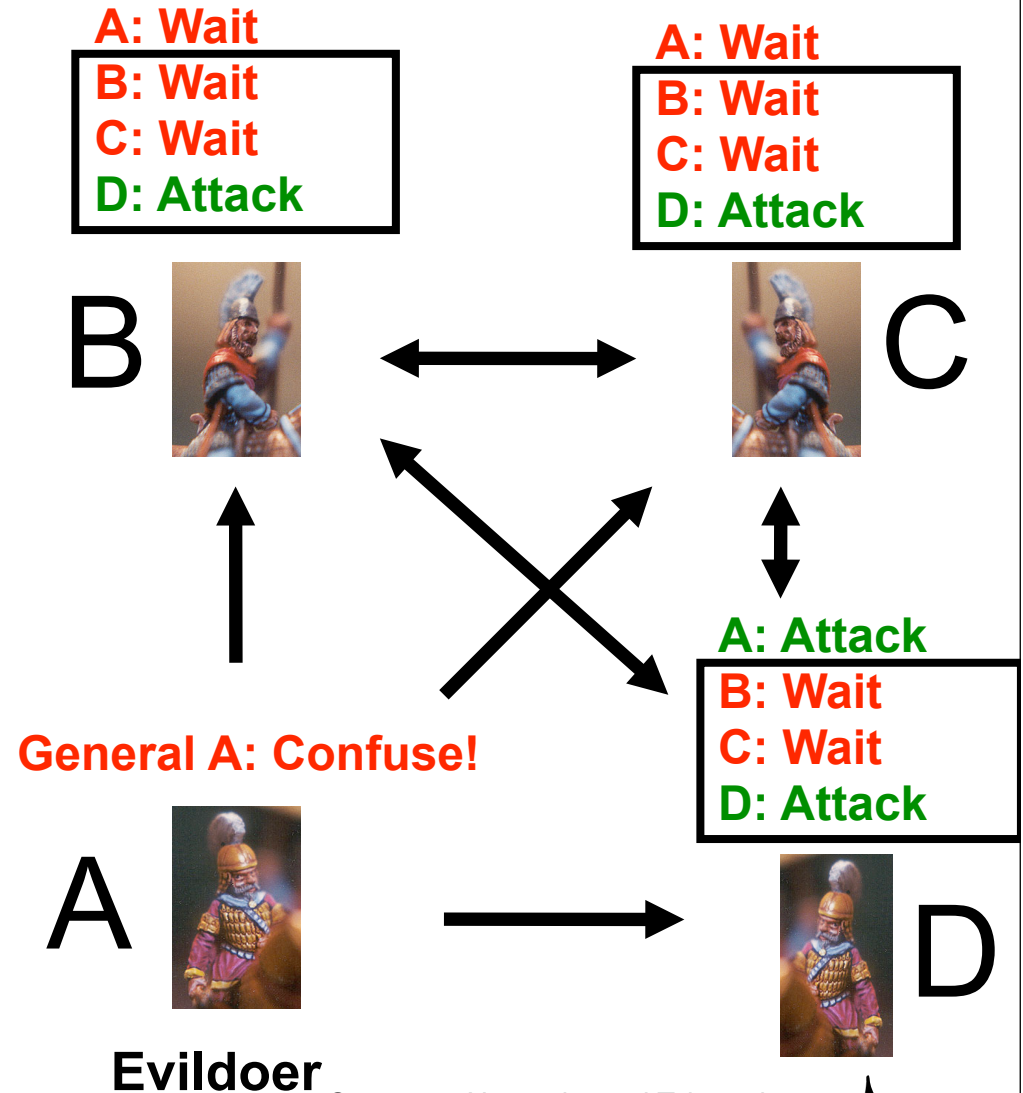 A: Wait
B: Wait
C: Wait
D: Attack
A: Wait
B: Wait
C: Wait
D: Attack
B
C
A: Attack
B: Wait
C: Wait
D: Attack
General A: Confuse!
A
D
Evildoer